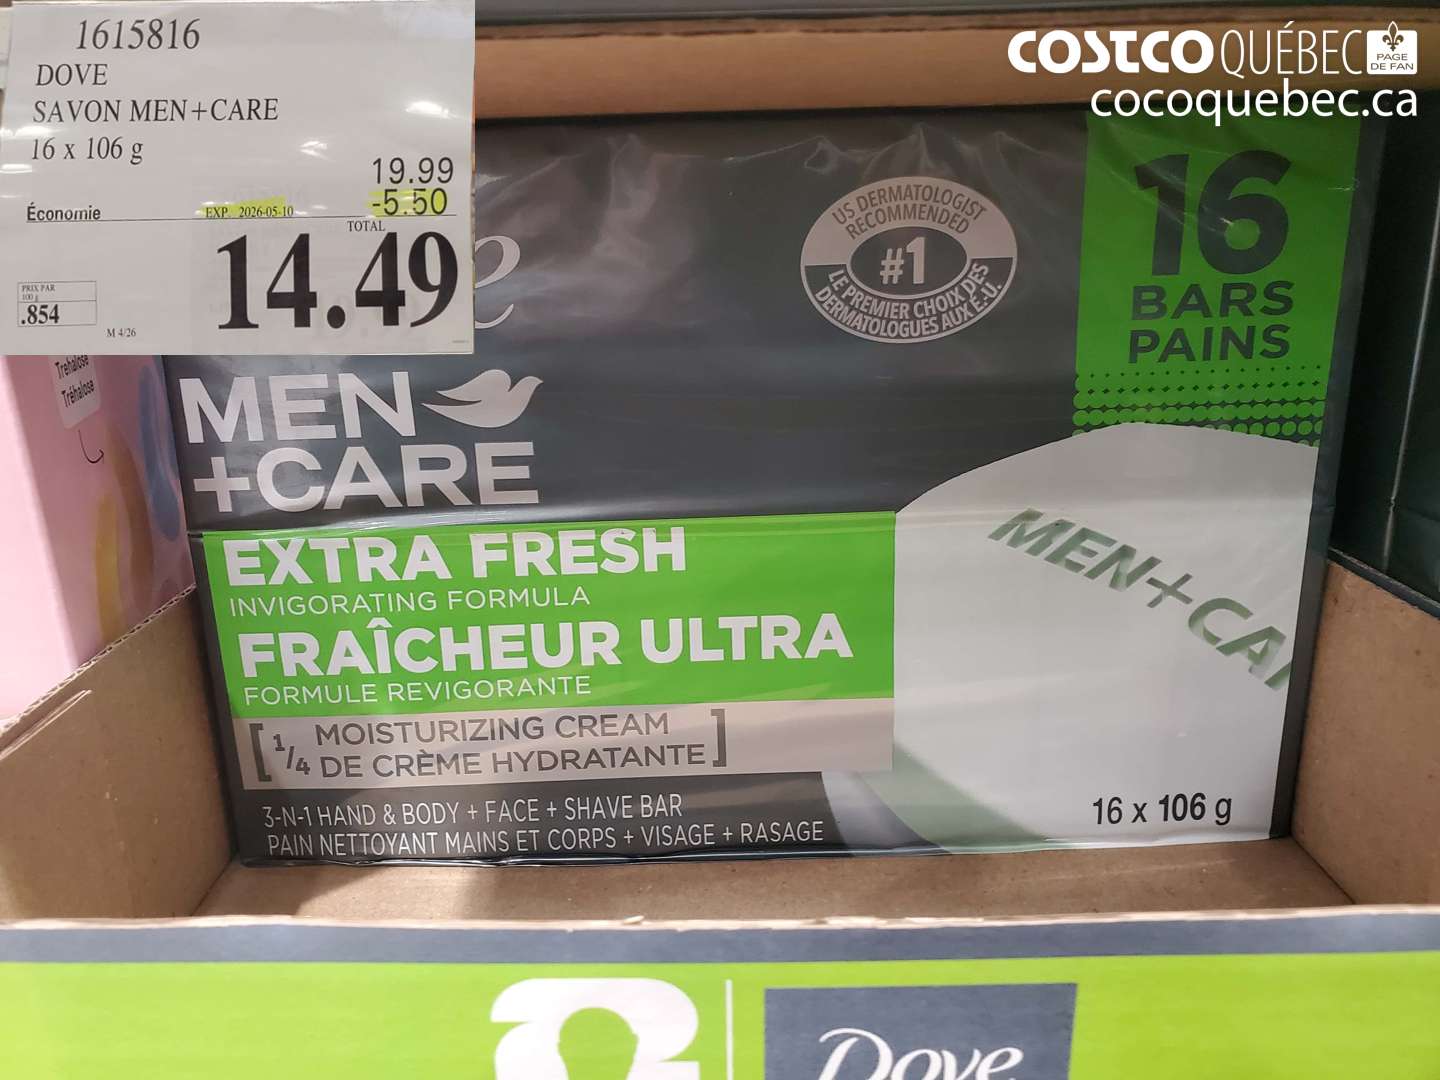 1615816
DOVE
SAVON MEN+CARE
16 x 106 g
19.99
-5.50
Économie
EXP. 2026-05-10
TOTAL
14.49
PRIX PAR
100 g
.854
M 4/26
COSTCO QUÉBEC
PAGE
DE FAN
cocoquebec.ca
Trehalose
Tréhalose
US DERMATOLOGIST
RECOMMENDED
#1
LE PREMIER CHOIX DES
DERMATOLOGUES AUX É.-U.
16
BARS
PAINS
MEN
+CARE
EXTRA FRESH
INVIGORATING FORMULA
FRAÎCHEUR ULTRA
FORMULE REVIGORANTE
[1/4 MOISTURIZING CREAM
DE CRÈME HYDRATANTE]
3-N-1 HAND & BODY + FACE + SHAVE BAR
PAIN NETTOYANT MAINS ET CORPS + VISAGE + RASAGE
MEN+CA
16 x 106 g
Dove